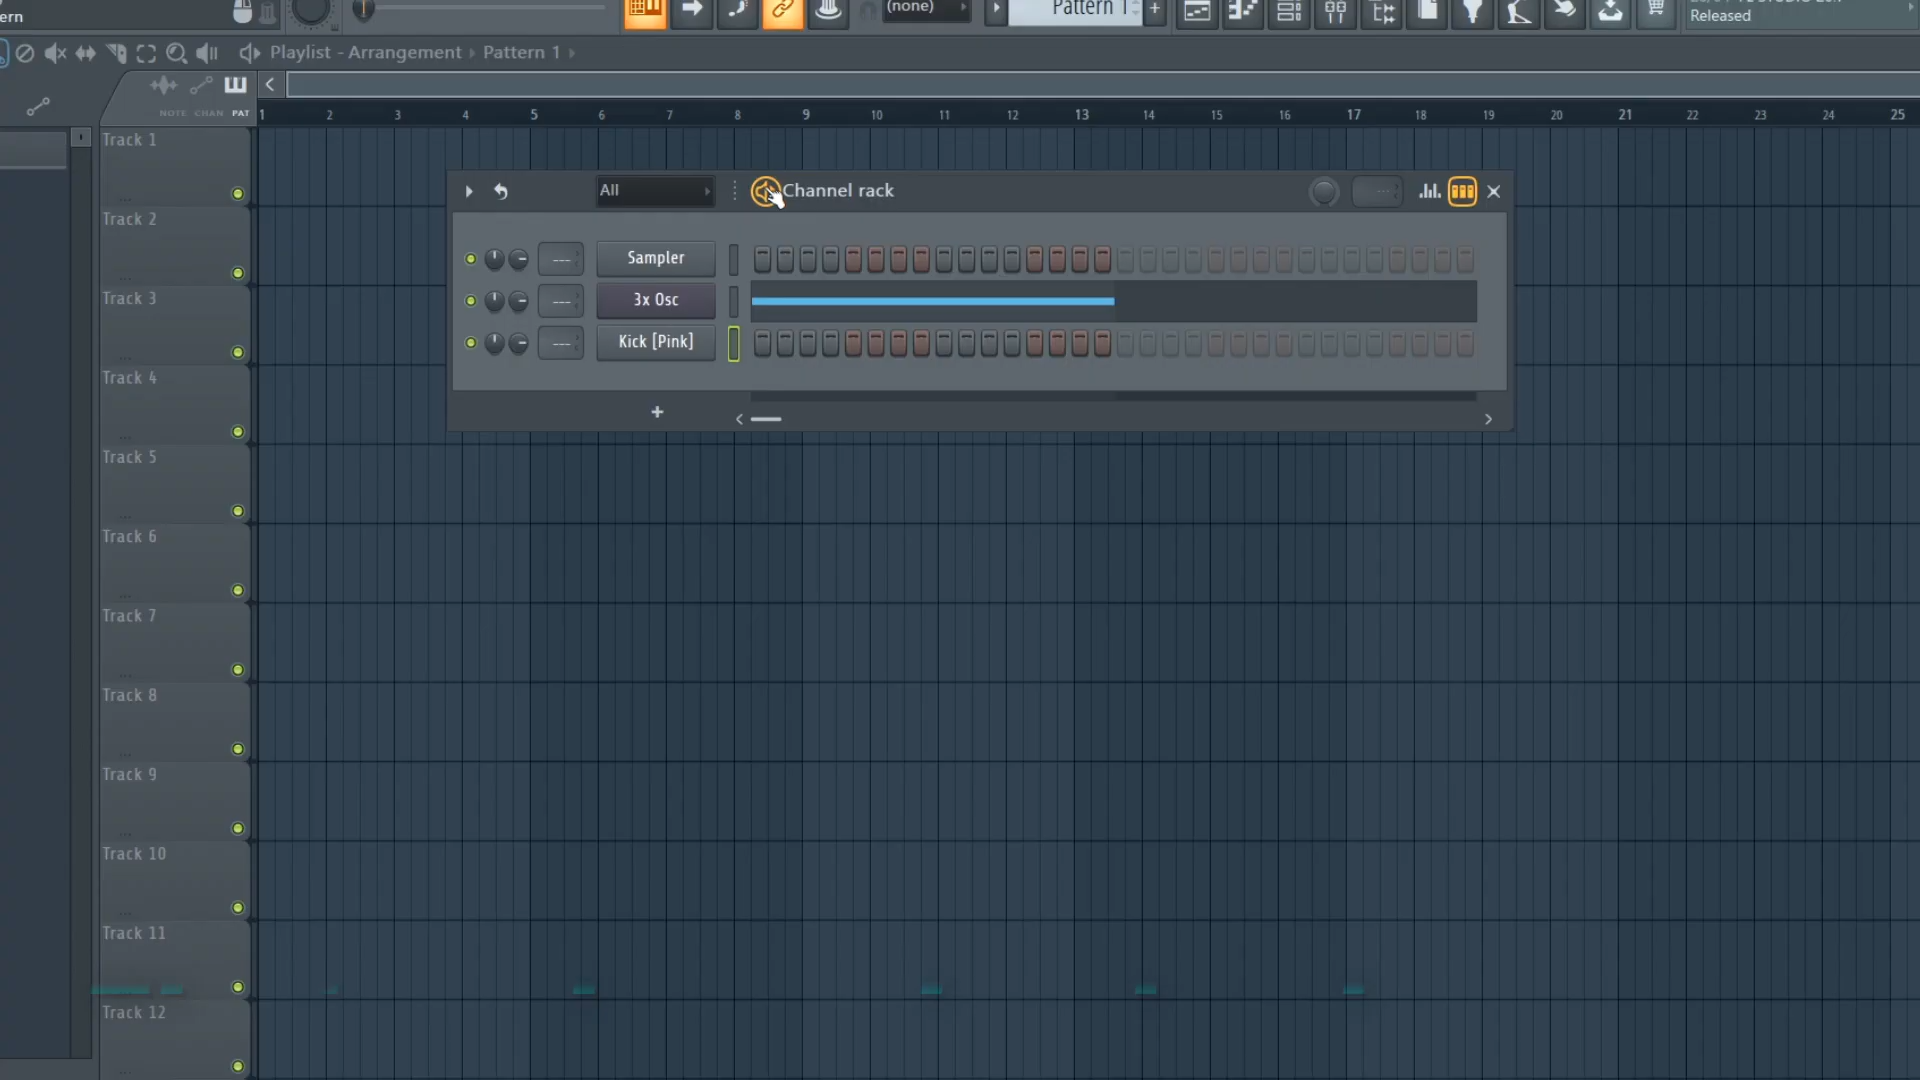 ern
(none)
Pattern 1
Released
Playlist - Arrangement › Pattern 1 ›
NOTE CHAN PAT
1 2 3 4 5 6 7 8 9 10 11 12 13 14 15 16 17 18 19 20 21 22 23 24 25
Track 1
Track 2
Track 3
Track 4
Track 5
Track 6
Track 7
Track 8
Track 9
Track 10
Track 11
Track 12
All
Channel rack
Sampler
3x Osc
Kick [Pink]